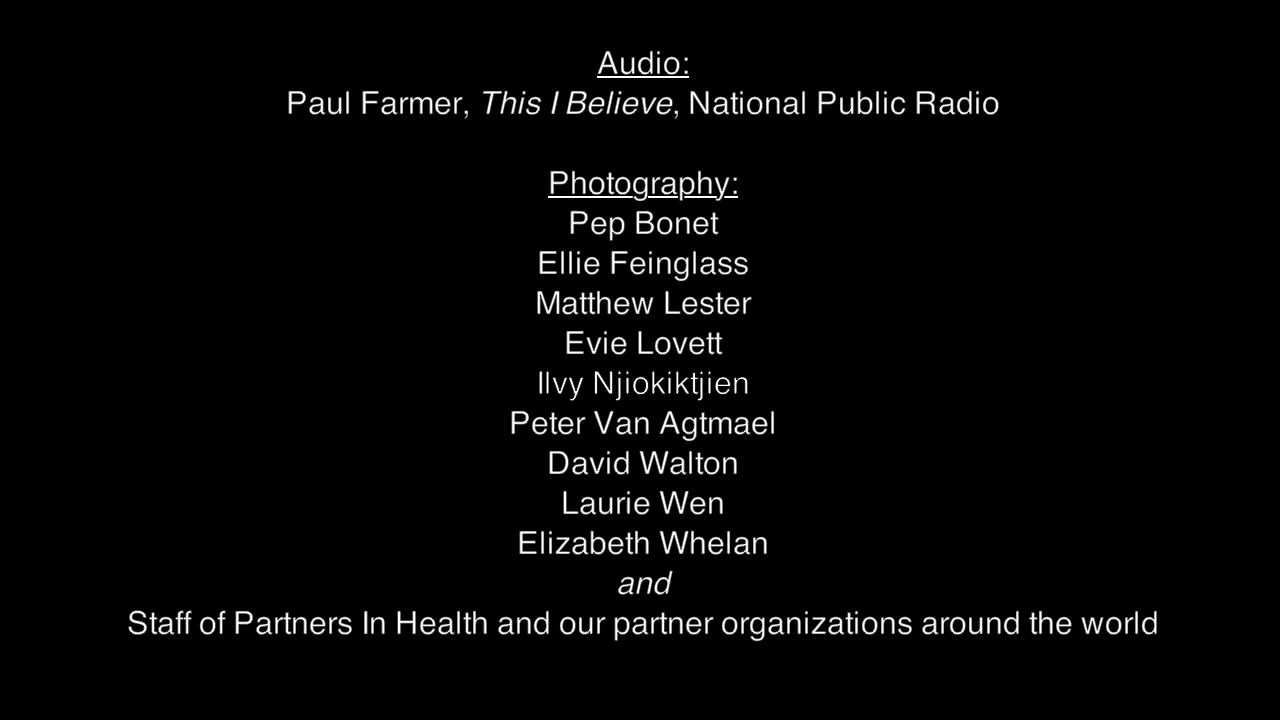 Audio:
Paul Farmer, This I Believe, National Public Radio
Photography:
Pep Bonet
Ellie Feinglass
Matthew Lester
Evie Lovett
Ilvy Njiokiktjien
Peter Van Agtmael
David Walton
Laurie Wen
Elizabeth Whelan
and
Staff of Partners In Health and our partner organizations around the world